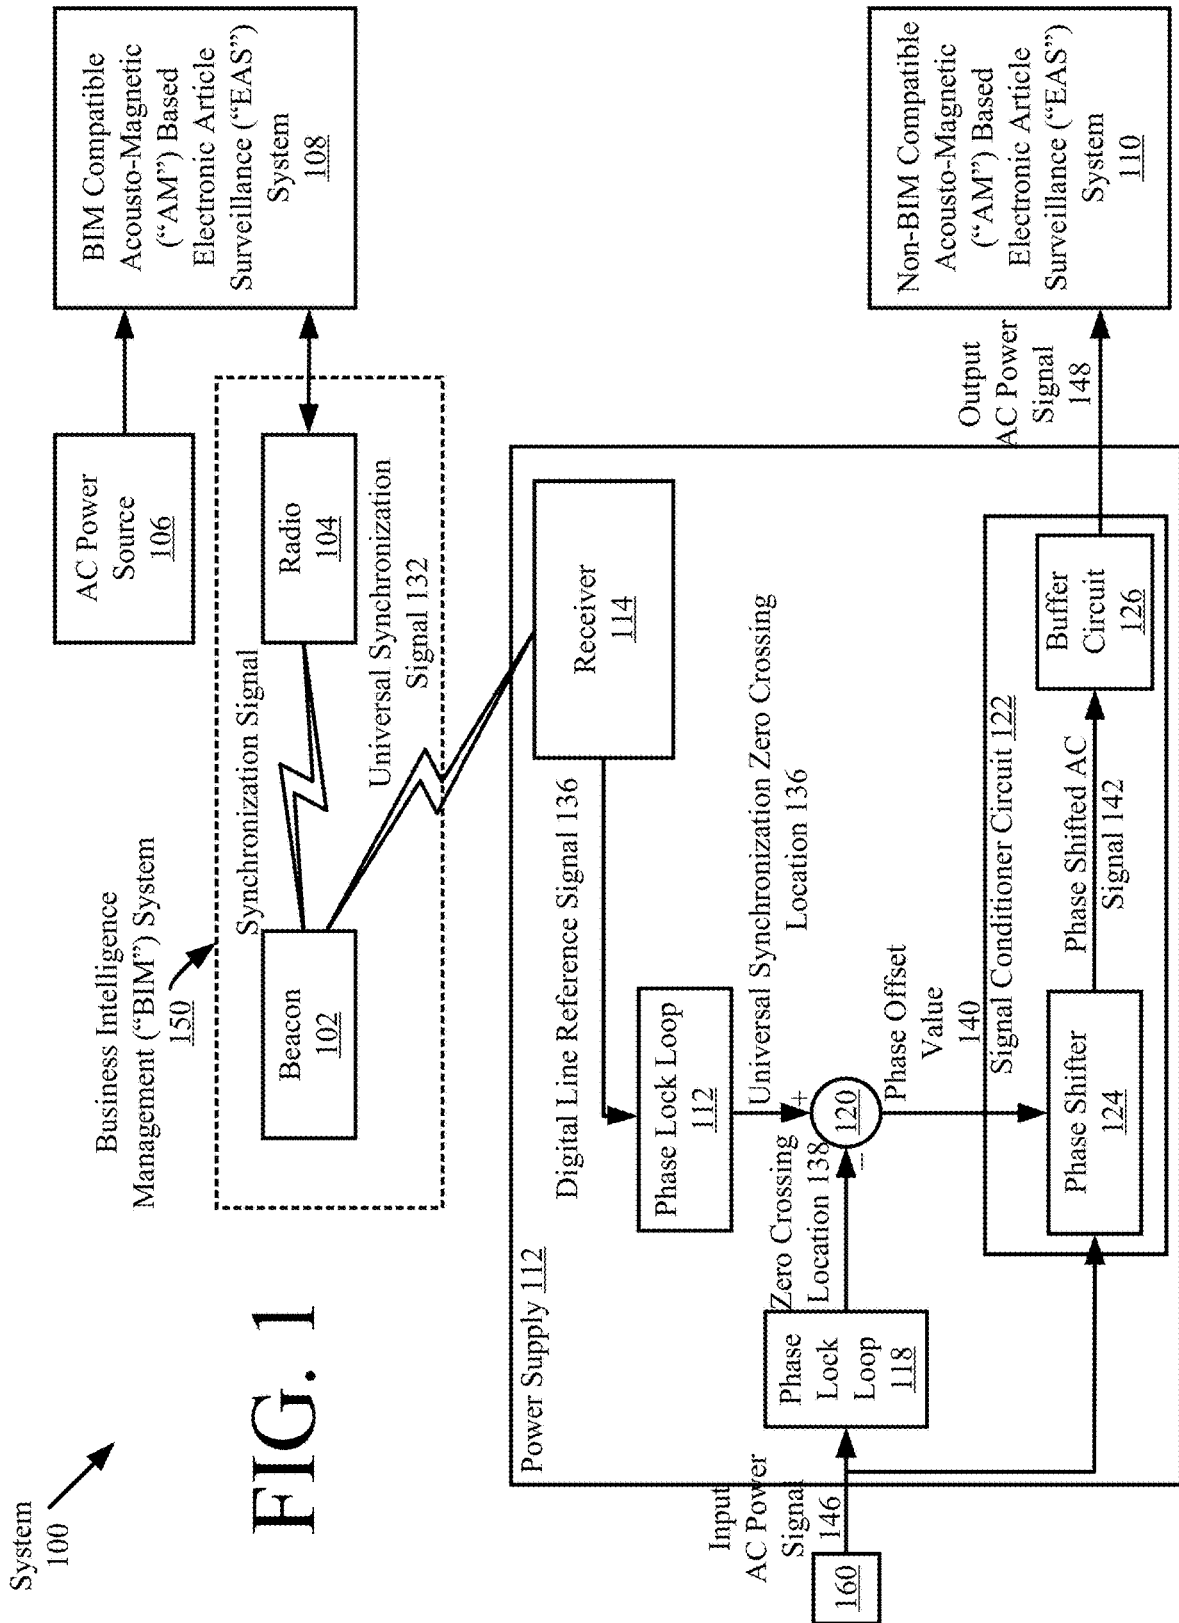 System
100
FIG. 1
Business Intelligence
Management (“BIM”) System
150
Beacon
102
Synchronization Signal
Radio
104
Universal Synchronization
Signal 132
AC Power
Source
106
BIM Compatible
Acousto-Magnetic
(“AM”) Based
Electronic Article
Surveillance (“EAS”)
System
108
Power Supply 112
Receiver
114
Digital Line Reference Signal 136
Phase Lock Loop
112
Universal Synchronization Zero Crossing
Location 136
Input
AC Power
Signal
146
160
Phase
Lock
Loop
118
Zero Crossing
Location 138
+
120
_
Phase Offset
Value
140
Signal Conditioner Circuit 122
Phase Shifter
124
Phase Shifted AC
Signal 142
Buffer
Circuit
126
Output
AC Power
Signal
148
Non-BIM Compatible
Acousto-Magnetic
(“AM”) Based
Electronic Article
Surveillance (“EAS”)
System
110